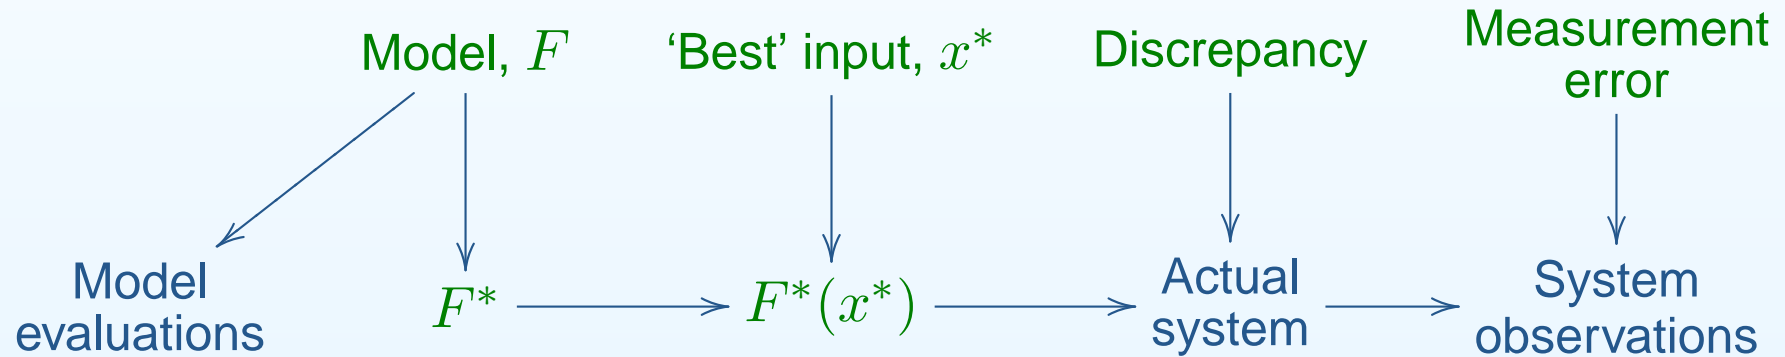 Model, F
‘Best’ input, x*
Discrepancy
Measurement
error
Model
evaluations
F*
F*(x*)
Actual
system
System
observations